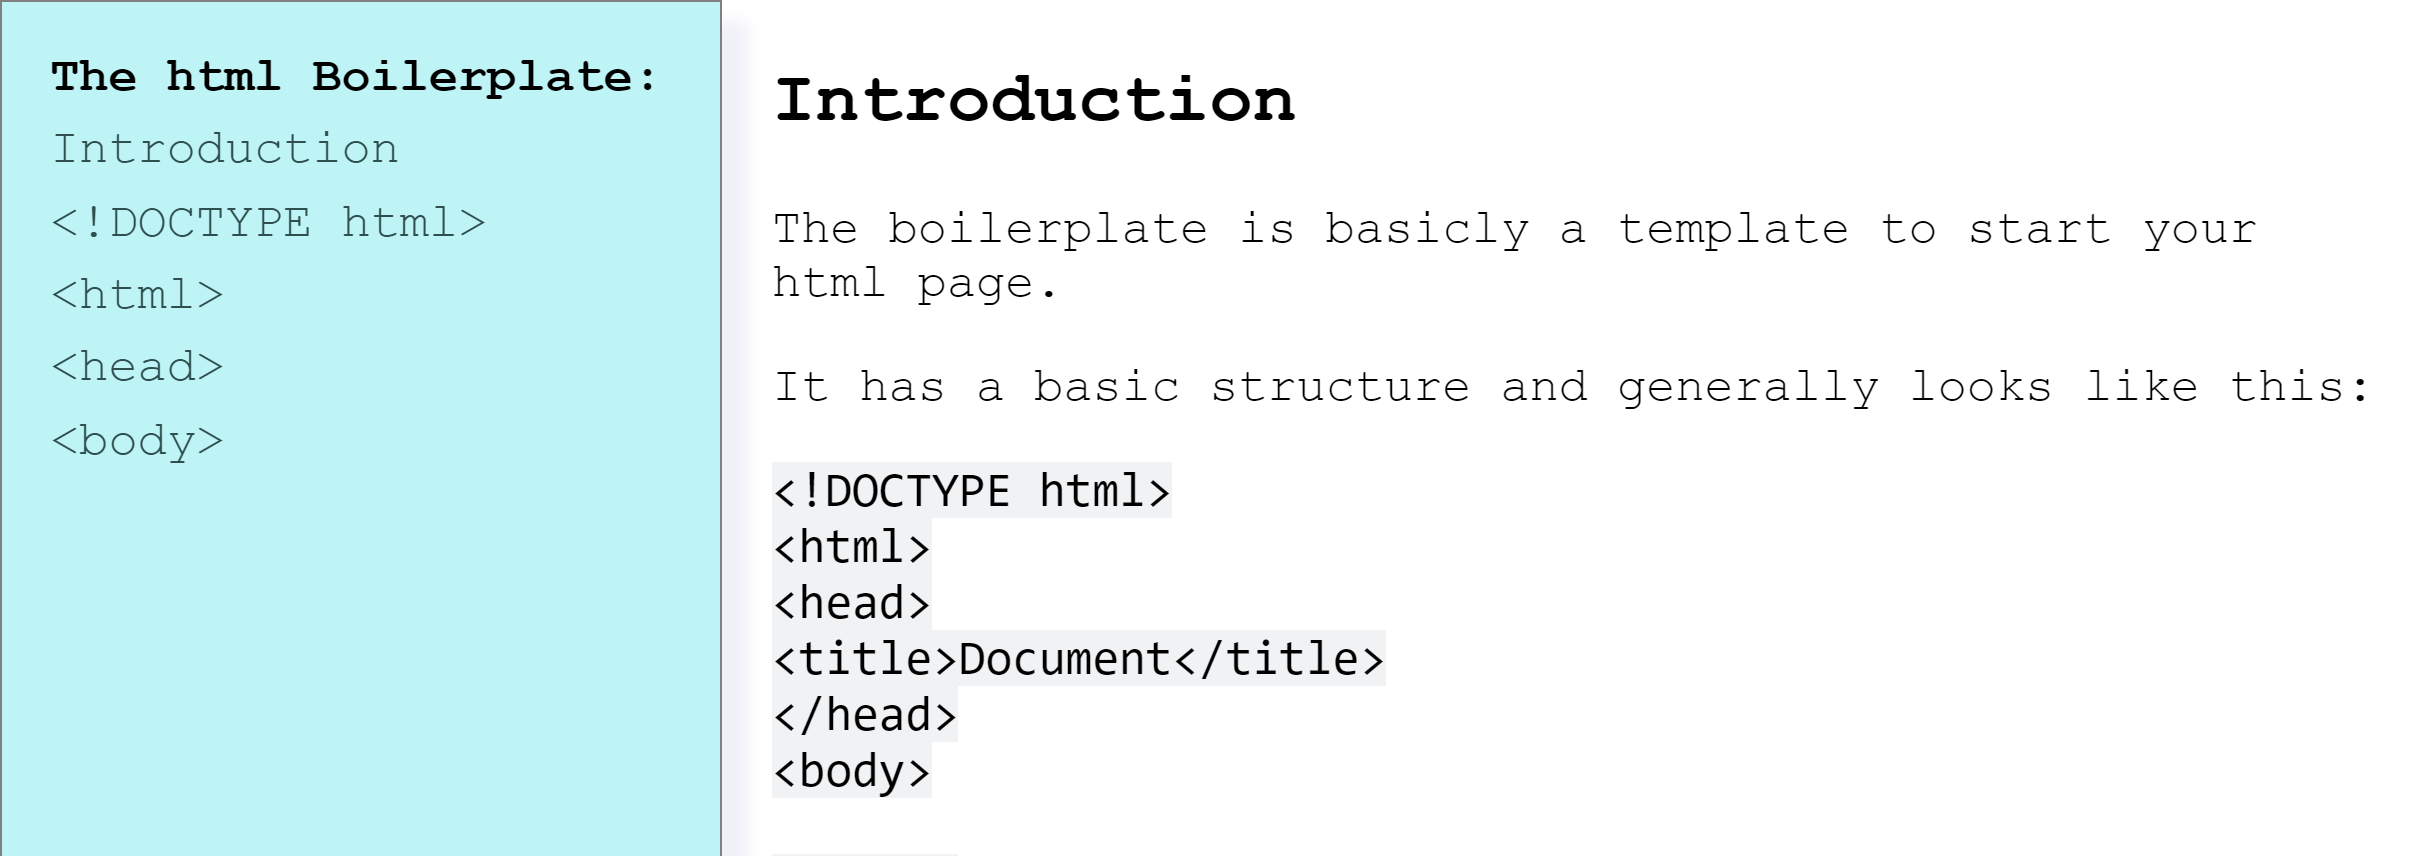 The html Boilerplate:
Introduction
<!DOCTYPE html>
<html>
<head>
<body>
Introduction
The boilerplate is basicly a template to start your
html page.
It has a basic structure and generally looks like this:
<!DOCTYPE html>
<html>
<head>
<title>Document</title>
</head>
<body>